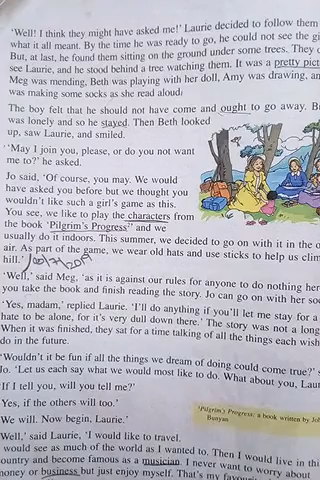 'Well! I think they might have asked me!' Laurie decided to follow them
what it all meant. By the time he was ready to go, he could not see the
But, at last, he found them sitting on the ground under some trees. They
see Laurie, and he stood behind a tree watching them. It was a pretty
Meg was mending, Beth was playing with her doll, Amy was drawing, an
was making some socks as she read aloud.
The boy felt that he should not have come and ought to go away.
was lonely and so he stayed. Then Beth looked
up, saw Laurie, and smiled.
'May I join you, please, or do you not want
me to?' he asked.
Jo said, 'Of course, you may. We would
have asked you before but we thought you
wouldn't like such a girl's game as this.
You see, we like to play the characters from
the book 'Pilgrim's Progress' and we
usually do it indoors. This summer, we decided to go on with it in the
air. As part of the game, we wear old hats and use sticks to help us
hill.'
'Well,' said Meg, 'as it is against our rules for anyone to do nothing
you take the book and finish reading the story. Jo can go on with her
'Yes, madam,' replied Laurie. 'I'll do anything if you'll let me stay for a
hate to be alone, for it's very dull down there.' The story was not a long
When it was finished, they sat for a time talking of all the things each
do in the future.
'Wouldn't it be fun if all the things we dream of doing could come true?'
Jo. 'Let us each say what we would most like to do. What about you,
'If I tell you, will you tell me?'
'Yes, if the others will too.'
We will. Now begin, Laurie.'
Well,' said Laurie, 'I would like to travel.
would see as much of the world as I wanted to. Then I would live in
ountry and become famous as a musician. I never want to worry about
noney or business but just enjoy myself. That's my
'Pilgrim's Progress: a book written by
Bunyan